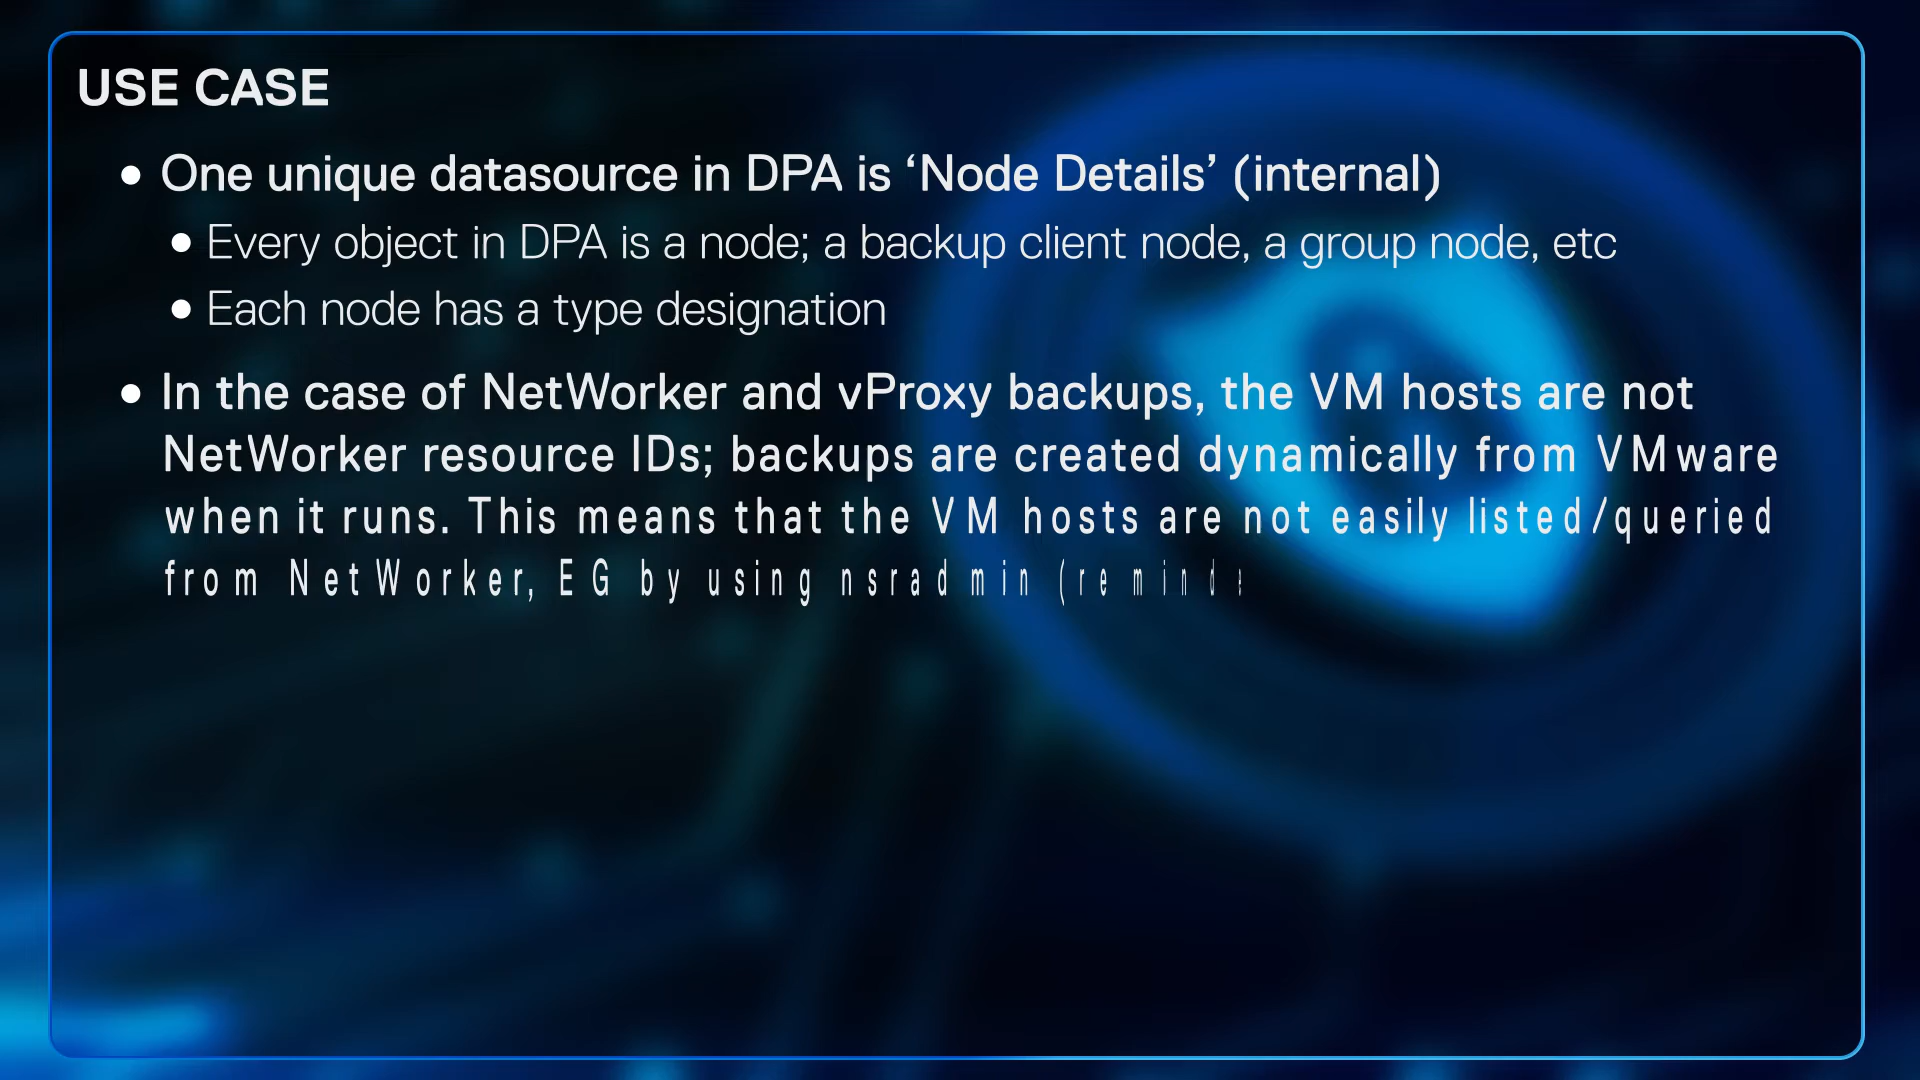 USE CASE
• One unique datasource in DPA is ‘Node Details’ (internal)
• Every object in DPA is a node; a backup client node, a group node, etc
• Each node has a type designation
• In the case of NetWorker and vProxy backups, the VM hosts are not
NetWorker resource IDs; backups are created dynamically from VMware
when it runs. This means that the VM hosts are not easily listed/queried
from NetWorker, EG by using nsradmin